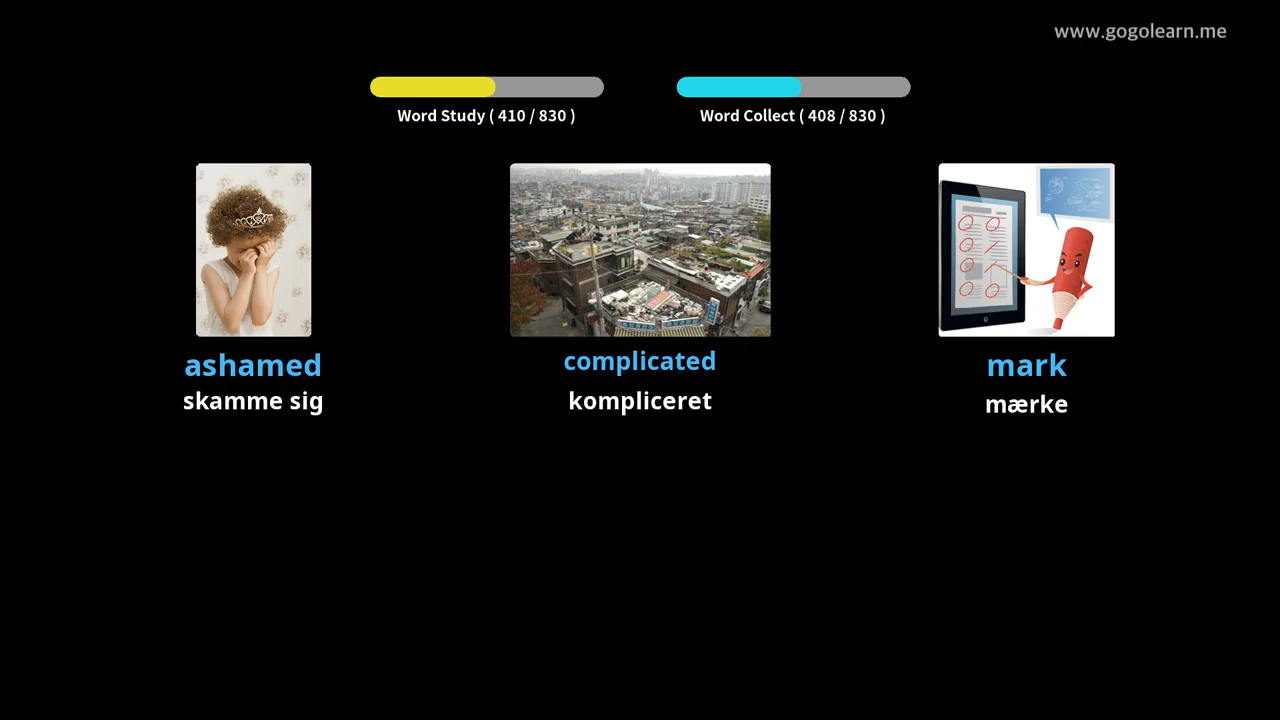 www.gogolearn.me
Word Study ( 410 / 830 )
Word Collect ( 408 / 830 )
ashamed
skamme sig
complicated
kompliceret
mark
mærke